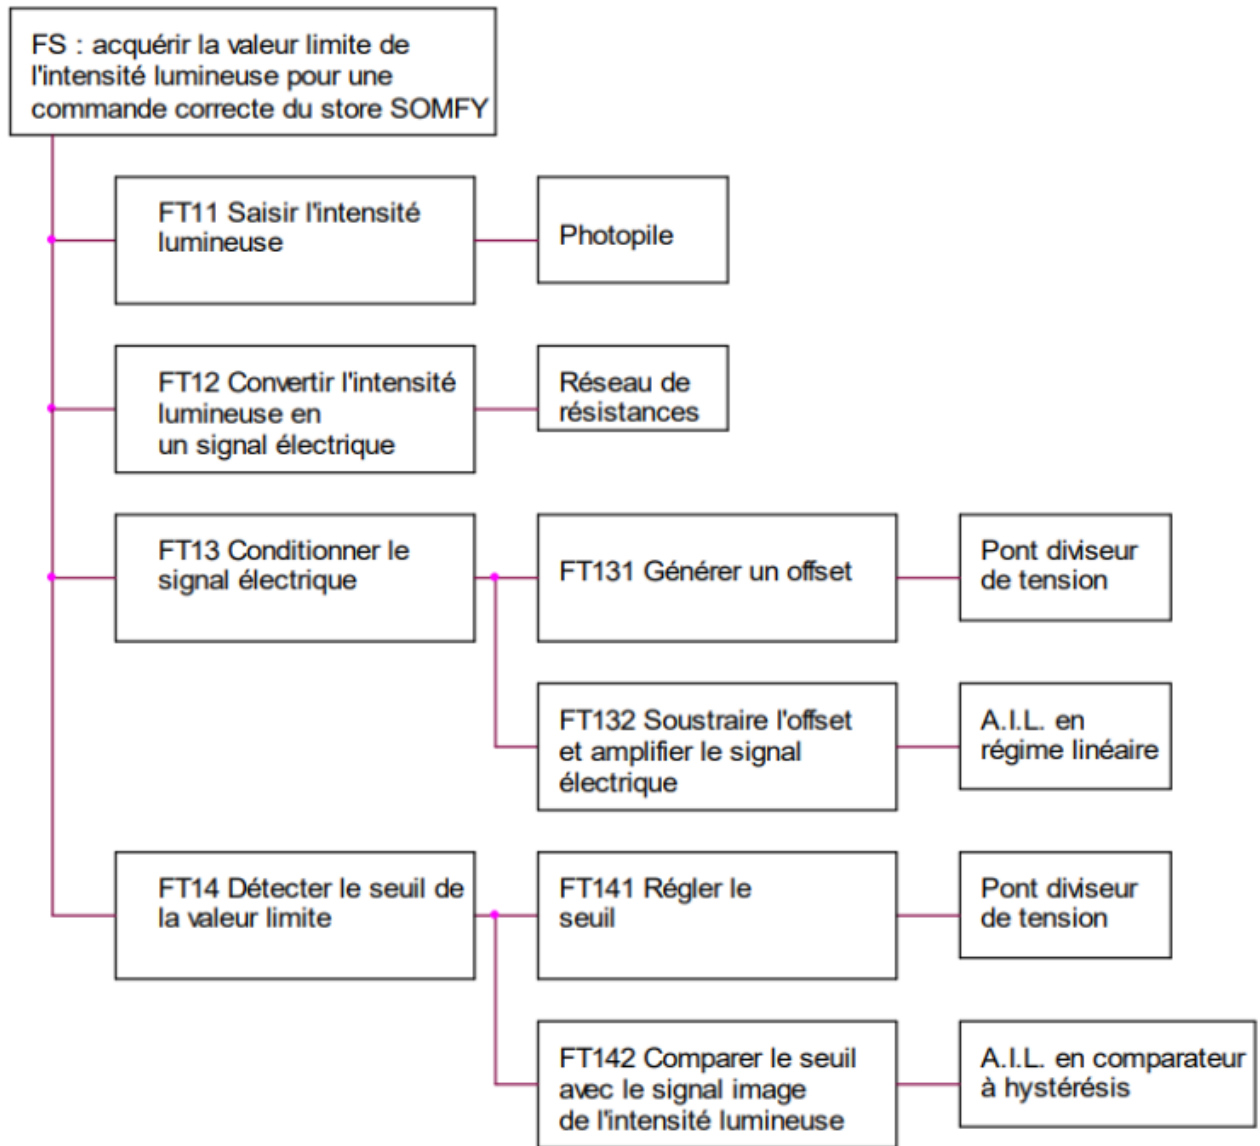 FS : acquérir la valeur limite de
l'intensité lumineuse pour une
commande correcte du store SOMFY
FT11 Saisir l'intensité
lumineuse
Photopile
FT12 Convertir l'intensité
lumineuse en
un signal électrique
Réseau de
résistances
FT13 Conditionner le
signal électrique
FT131 Générer un offset
Pont diviseur
de tension
FT132 Soustraire l'offset
et amplifier le signal
électrique
A.I.L. en
régime linéaire
FT14 Détecter le seuil de
la valeur limite
FT141 Régler le
seuil
Pont diviseur
de tension
FT142 Comparer le seuil
avec le signal image
de l'intensité lumineuse
A.I.L. en comparateur
à hystérésis